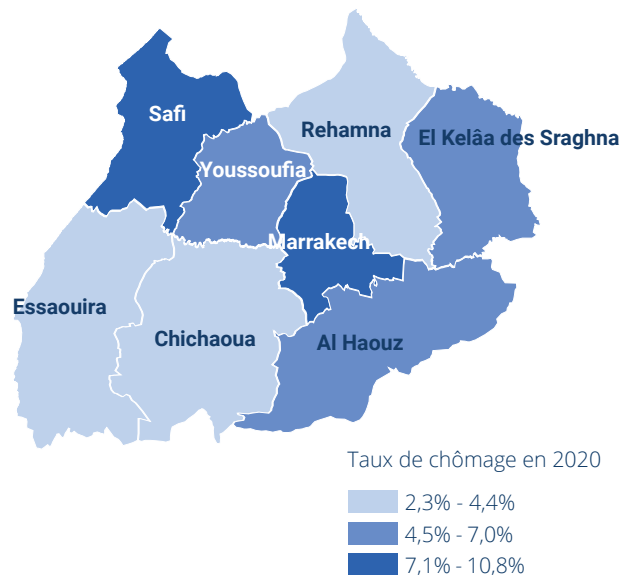 Safi
Rehamna
El Kelâa des Sraghna
Youssoufia
Marrakech
Essaouira
Chichaoua
Al Haouz
Taux de chômage en 2020
2,3% - 4,4%
4,5% - 7,0%
7,1% - 10,8%